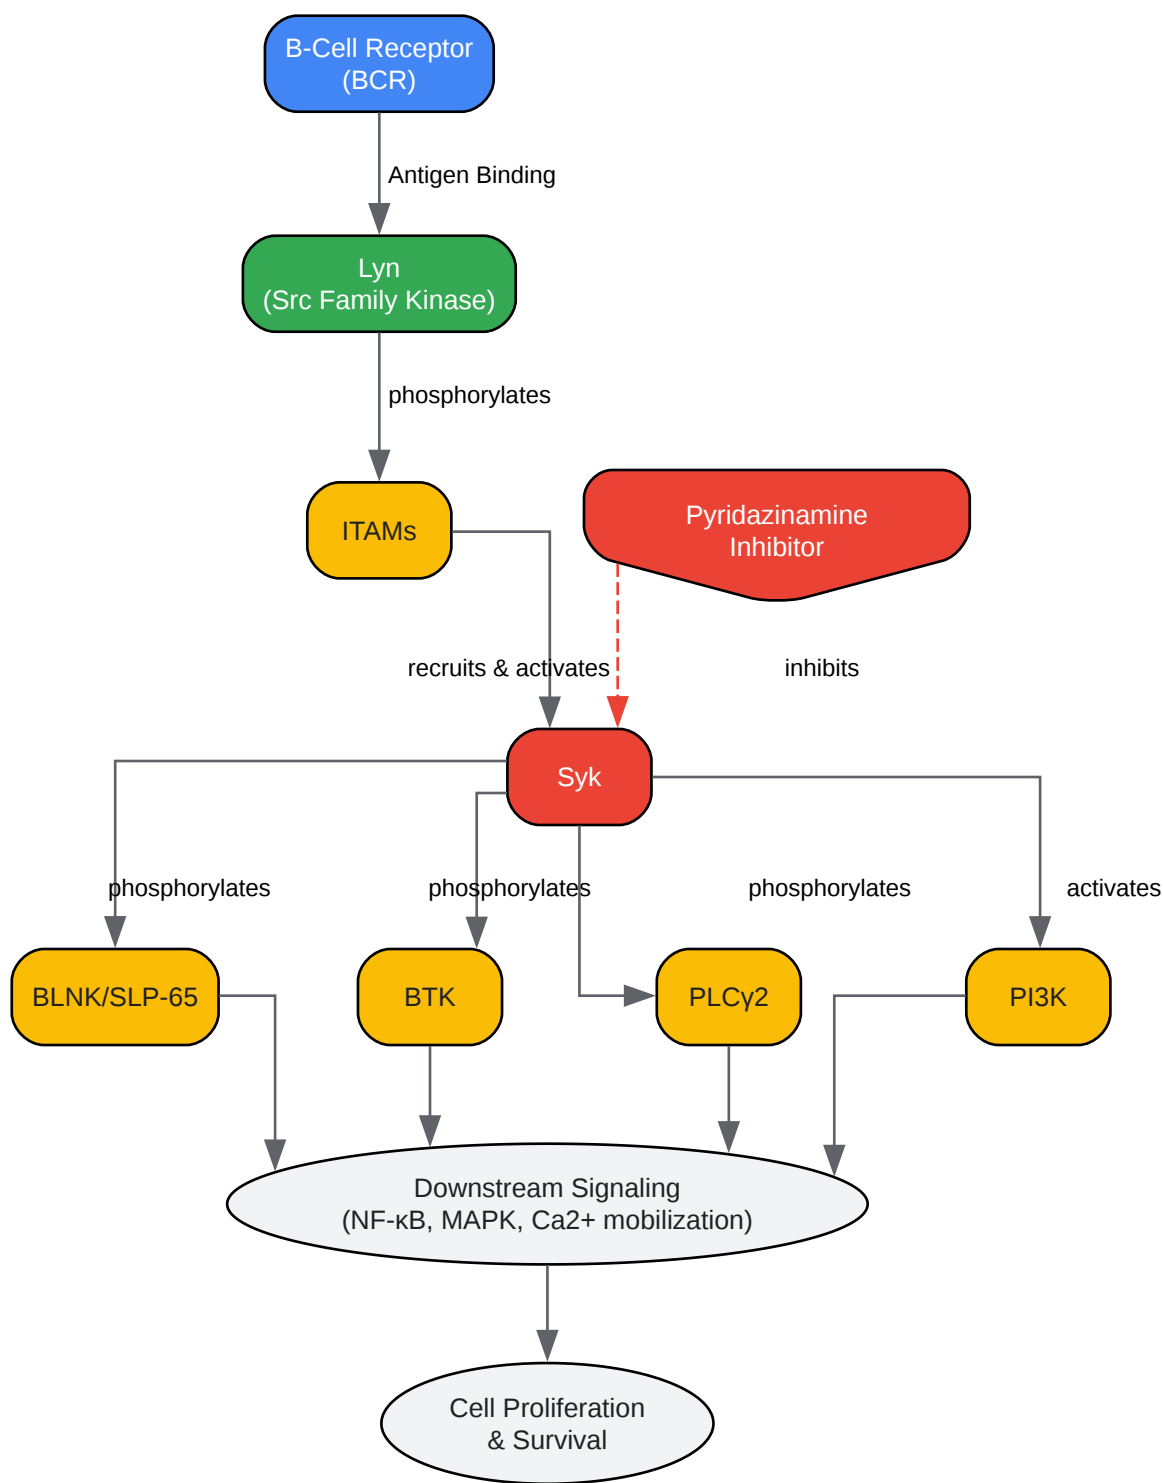 B-Cell Receptor
(BCR)
Antigen Binding
Lyn
(Src Family Kinase)
phosphorylates
ITAMs
Pyridazinamine
Inhibitor
recruits & activates
inhibits
Syk
phosphorylates
phosphorylates
phosphorylates
activates
BLNK/SLP-65
BTK
PLCγ2
PI3K
Downstream Signaling
(NF-κB, MAPK, Ca2+ mobilization)
Cell Proliferation
& Survival